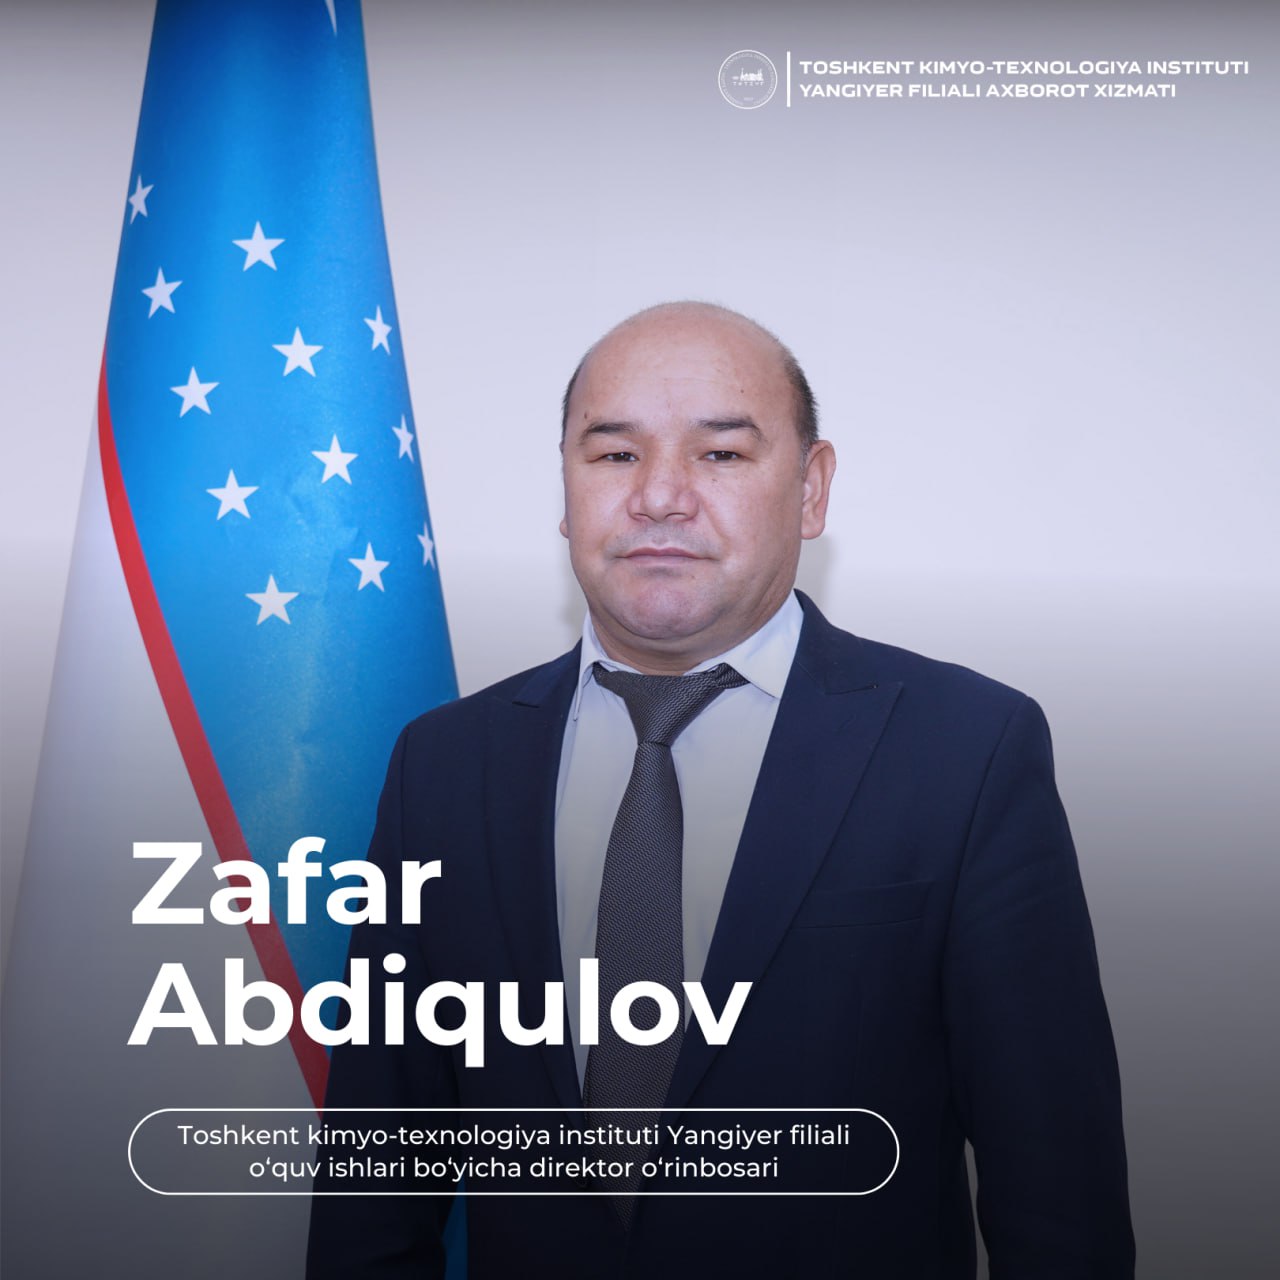 TOSHKENT KIMYO-TEXNOLOGIYA INSTITUTI
YANGIYER FILIALI AXBOROT XIZMATI
Zafar
Abdiqulov
Toshkent kimyo-texnologiya instituti Yangiyer filiali
o‘quv ishlari bo‘yicha direktor o‘rinbosari